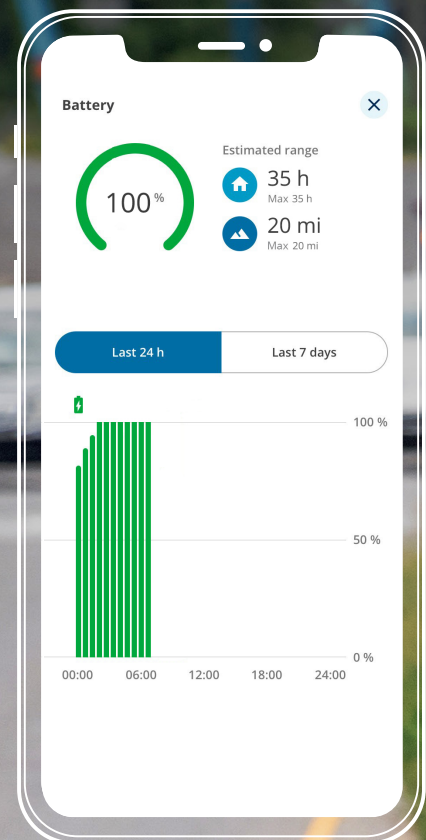 Battery
100 %
Estimated range
35 h
Max 35 h
20 mi
Max 20 mi
Last 24 h
Last 7 days
100 %
50 %
0 %
00:00 06:00 12:00 18:00 24:00